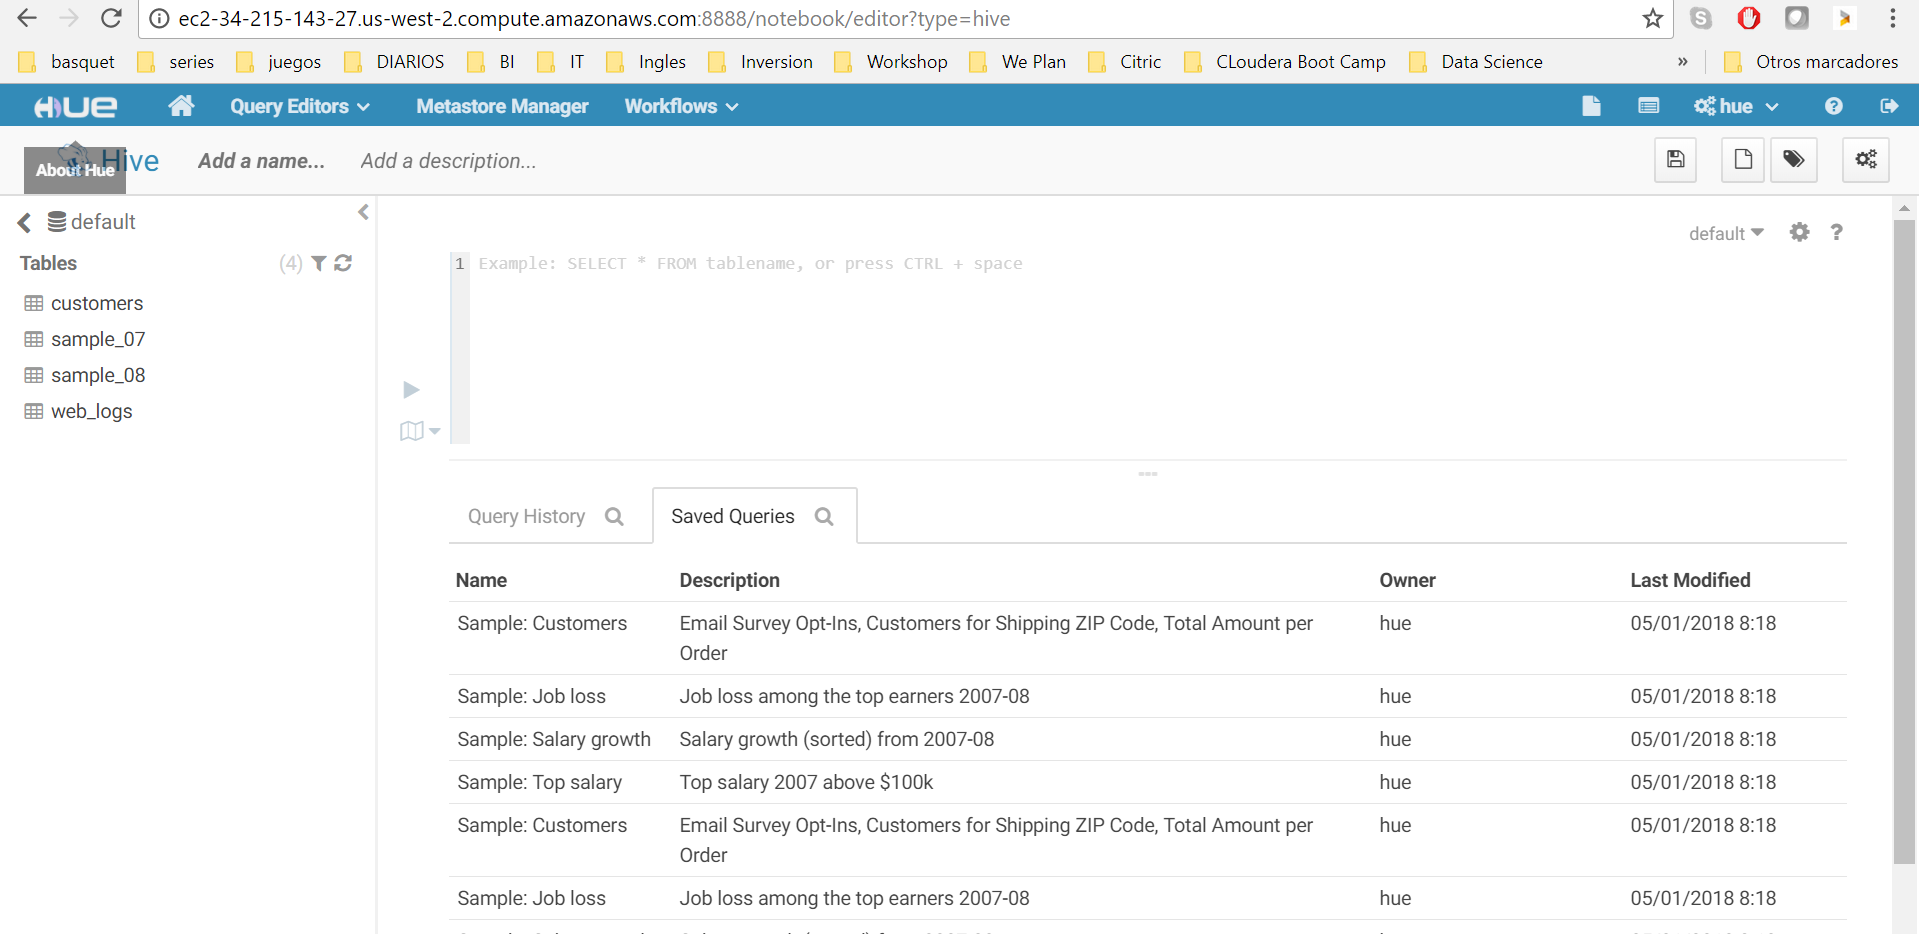 ec2-34-215-143-27.us-west-2.compute.amazonaws.com:8888/notebook/editor?type=hive
basquet series juegos DIARIOS BI IT Ingles Inversion Workshop We Plan Citric CLoudera Boot Camp Data Science » Otros marcadores
HUE Query Editors Metastore Manager Workflows hue
About Hue Hive Add a name... Add a description...
default
default ?
Tables (4)
1 Example: SELECT * FROM tablename, or press CTRL + space
customers
sample_07
sample_08
web_logs
Query History Saved Queries
Name Description Owner Last Modified
Sample: Customers Email Survey Opt-Ins, Customers for Shipping ZIP Code, Total Amount per hue 05/01/2018 8:18
Order
Sample: Job loss Job loss among the top earners 2007-08 hue 05/01/2018 8:18
Sample: Salary growth Salary growth (sorted) from 2007-08 hue 05/01/2018 8:18
Sample: Top salary Top salary 2007 above $100k hue 05/01/2018 8:18
Sample: Customers Email Survey Opt-Ins, Customers for Shipping ZIP Code, Total Amount per hue 05/01/2018 8:18
Order
Sample: Job loss Job loss among the top earners 2007-08 hue 05/01/2018 8:18